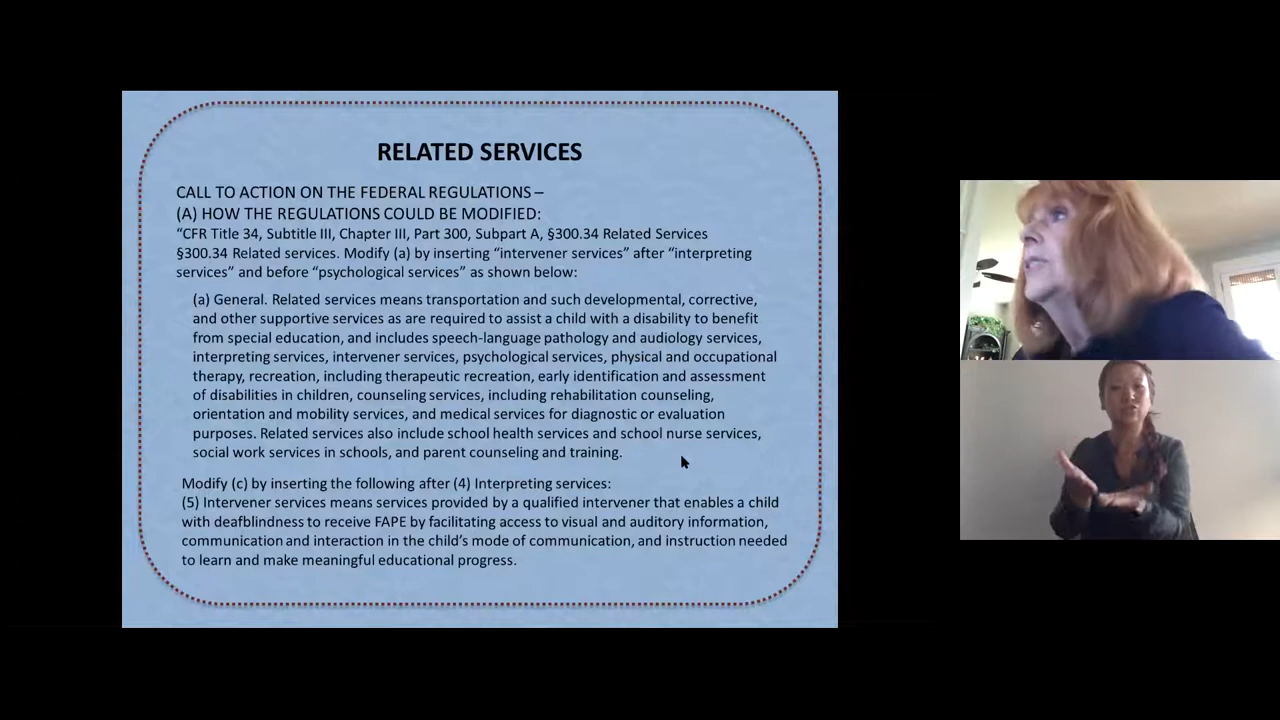 RELATED SERVICES
CALL TO ACTION ON THE FEDERAL REGULATIONS –
(A) HOW THE REGULATIONS COULD BE MODIFIED:
“CFR Title 34, Subtitle III, Chapter III, Part 300, Subpart A, §300.34 Related Services
§300.34 Related services. Modify (a) by inserting “intervener services” after “interpreting
services” and before “psychological services” as shown below:
(a) General. Related services means transportation and such developmental, corrective,
and other supportive services as are required to assist a child with a disability to benefit
from special education, and includes speech-language pathology and audiology services,
interpreting services, intervener services, psychological services, physical and occupational
therapy, recreation, including therapeutic recreation, early identification and assessment
of disabilities in children, counseling services, including rehabilitation counseling,
orientation and mobility services, and medical services for diagnostic or evaluation
purposes. Related services also include school health services and school nurse services,
social work services in schools, and parent counseling and training.
Modify (c) by inserting the following after (4) Interpreting services:
(5) Intervener services means services provided by a qualified intervener that enables a child
with deafblindness to receive FAPE by facilitating access to visual and auditory information,
communication and interaction in the child’s mode of communication, and instruction needed
to learn and make meaningful educational progress.